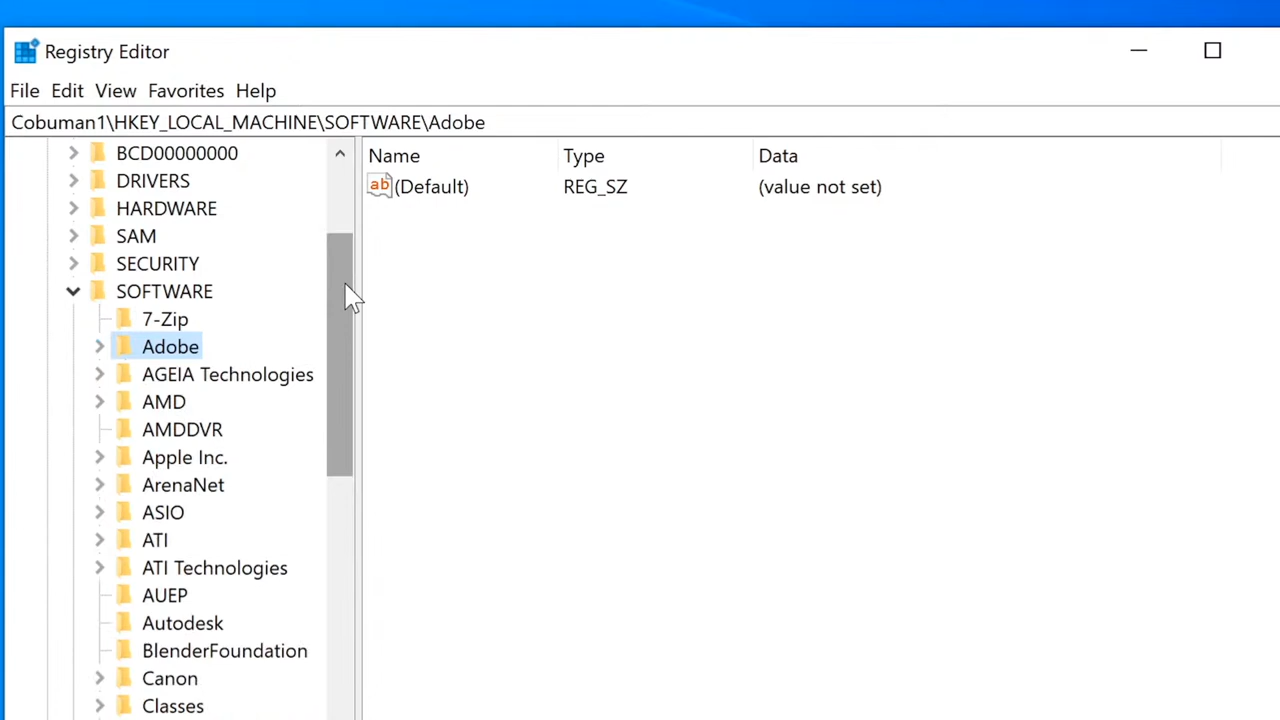 Registry Editor
File Edit View Favorites Help
Cobuman1\HKEY_LOCAL_MACHINE\SOFTWARE\Adobe
BCD00000000
DRIVERS
HARDWARE
SAM
SECURITY
SOFTWARE
7-Zip
Adobe
AGEIA Technologies
AMD
AMDDVR
Apple Inc.
ArenaNet
ASIO
ATI
ATI Technologies
AUEP
Autodesk
BlenderFoundation
Canon
Classes
Name Type Data
ab (Default) REG_SZ (value not set)